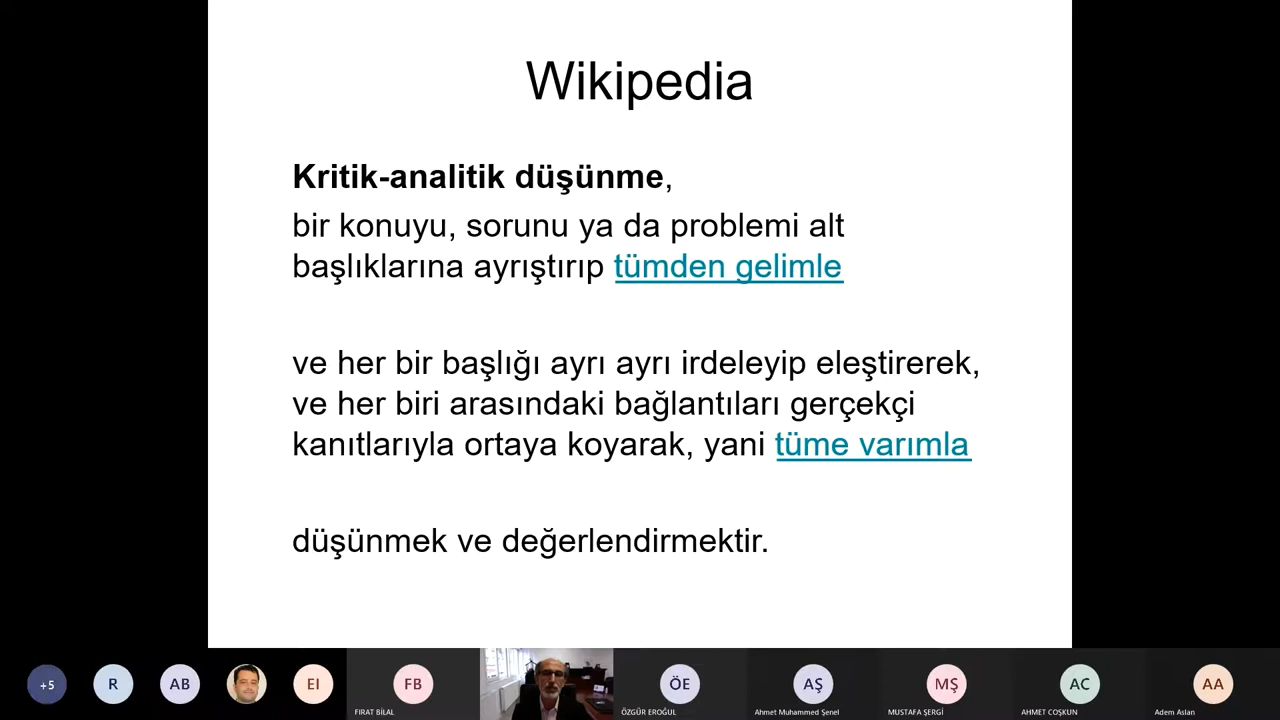 Wikipedia
Kritik-analitik düşünme,
bir konuyu, sorunu ya da problemi alt
başlıklarına ayrıştırıp tümden gelimle
ve her bir başlığı ayrı ayrı irdeleyip eleştirerek,
ve her biri arasındaki bağlantıları gerçekçi
kanıtlarıyla ortaya koyarak, yani tüme varımla
düşünmek ve değerlendirmektir.
+5
R
AB
EI
FB
ÖE
AŞ
MŞ
AC
AA
FIRAT BİLAL
ÖZGÜR EROĞUL
Ahmet Muhammed Şenel
MUSTAFA ŞERGİ
AHMET COŞKUN
Adem Aslan